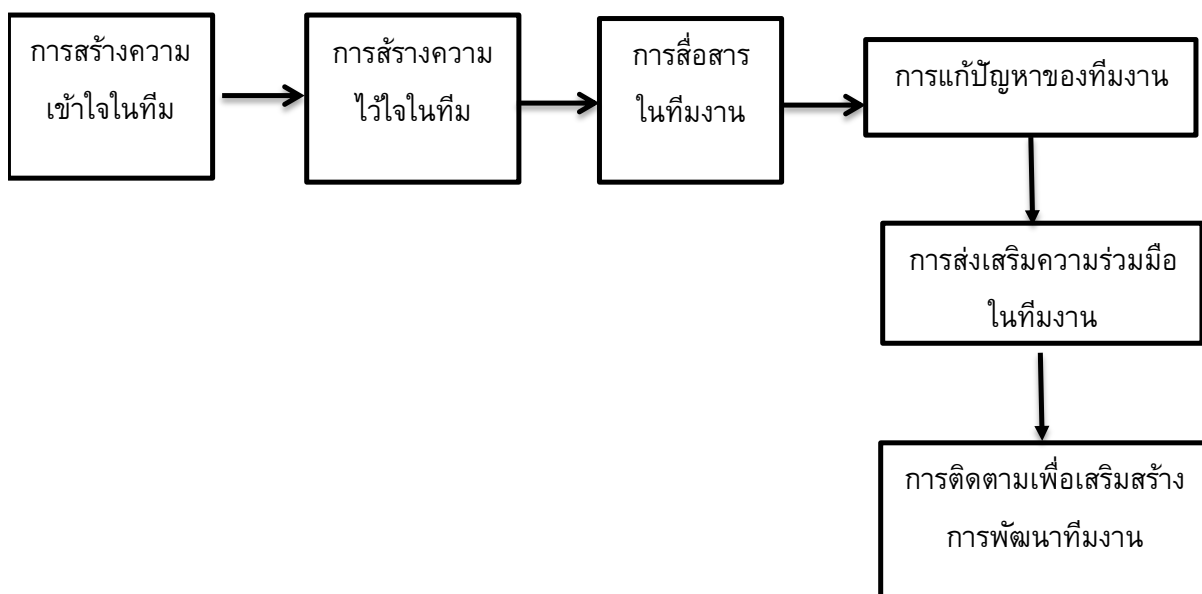 การสร้างความ
เข้าใจในทีม
การส้รางความ
ไว้ใจในทีม
การสื่อสาร
ในทีมงาน
การแก้ปัญหาของทีมงาน
การส่งเสริมความร่วมมือ
ในทีมงาน
การติดตามเพื่อเสริมสร้าง
การพัฒนาทีมงาน